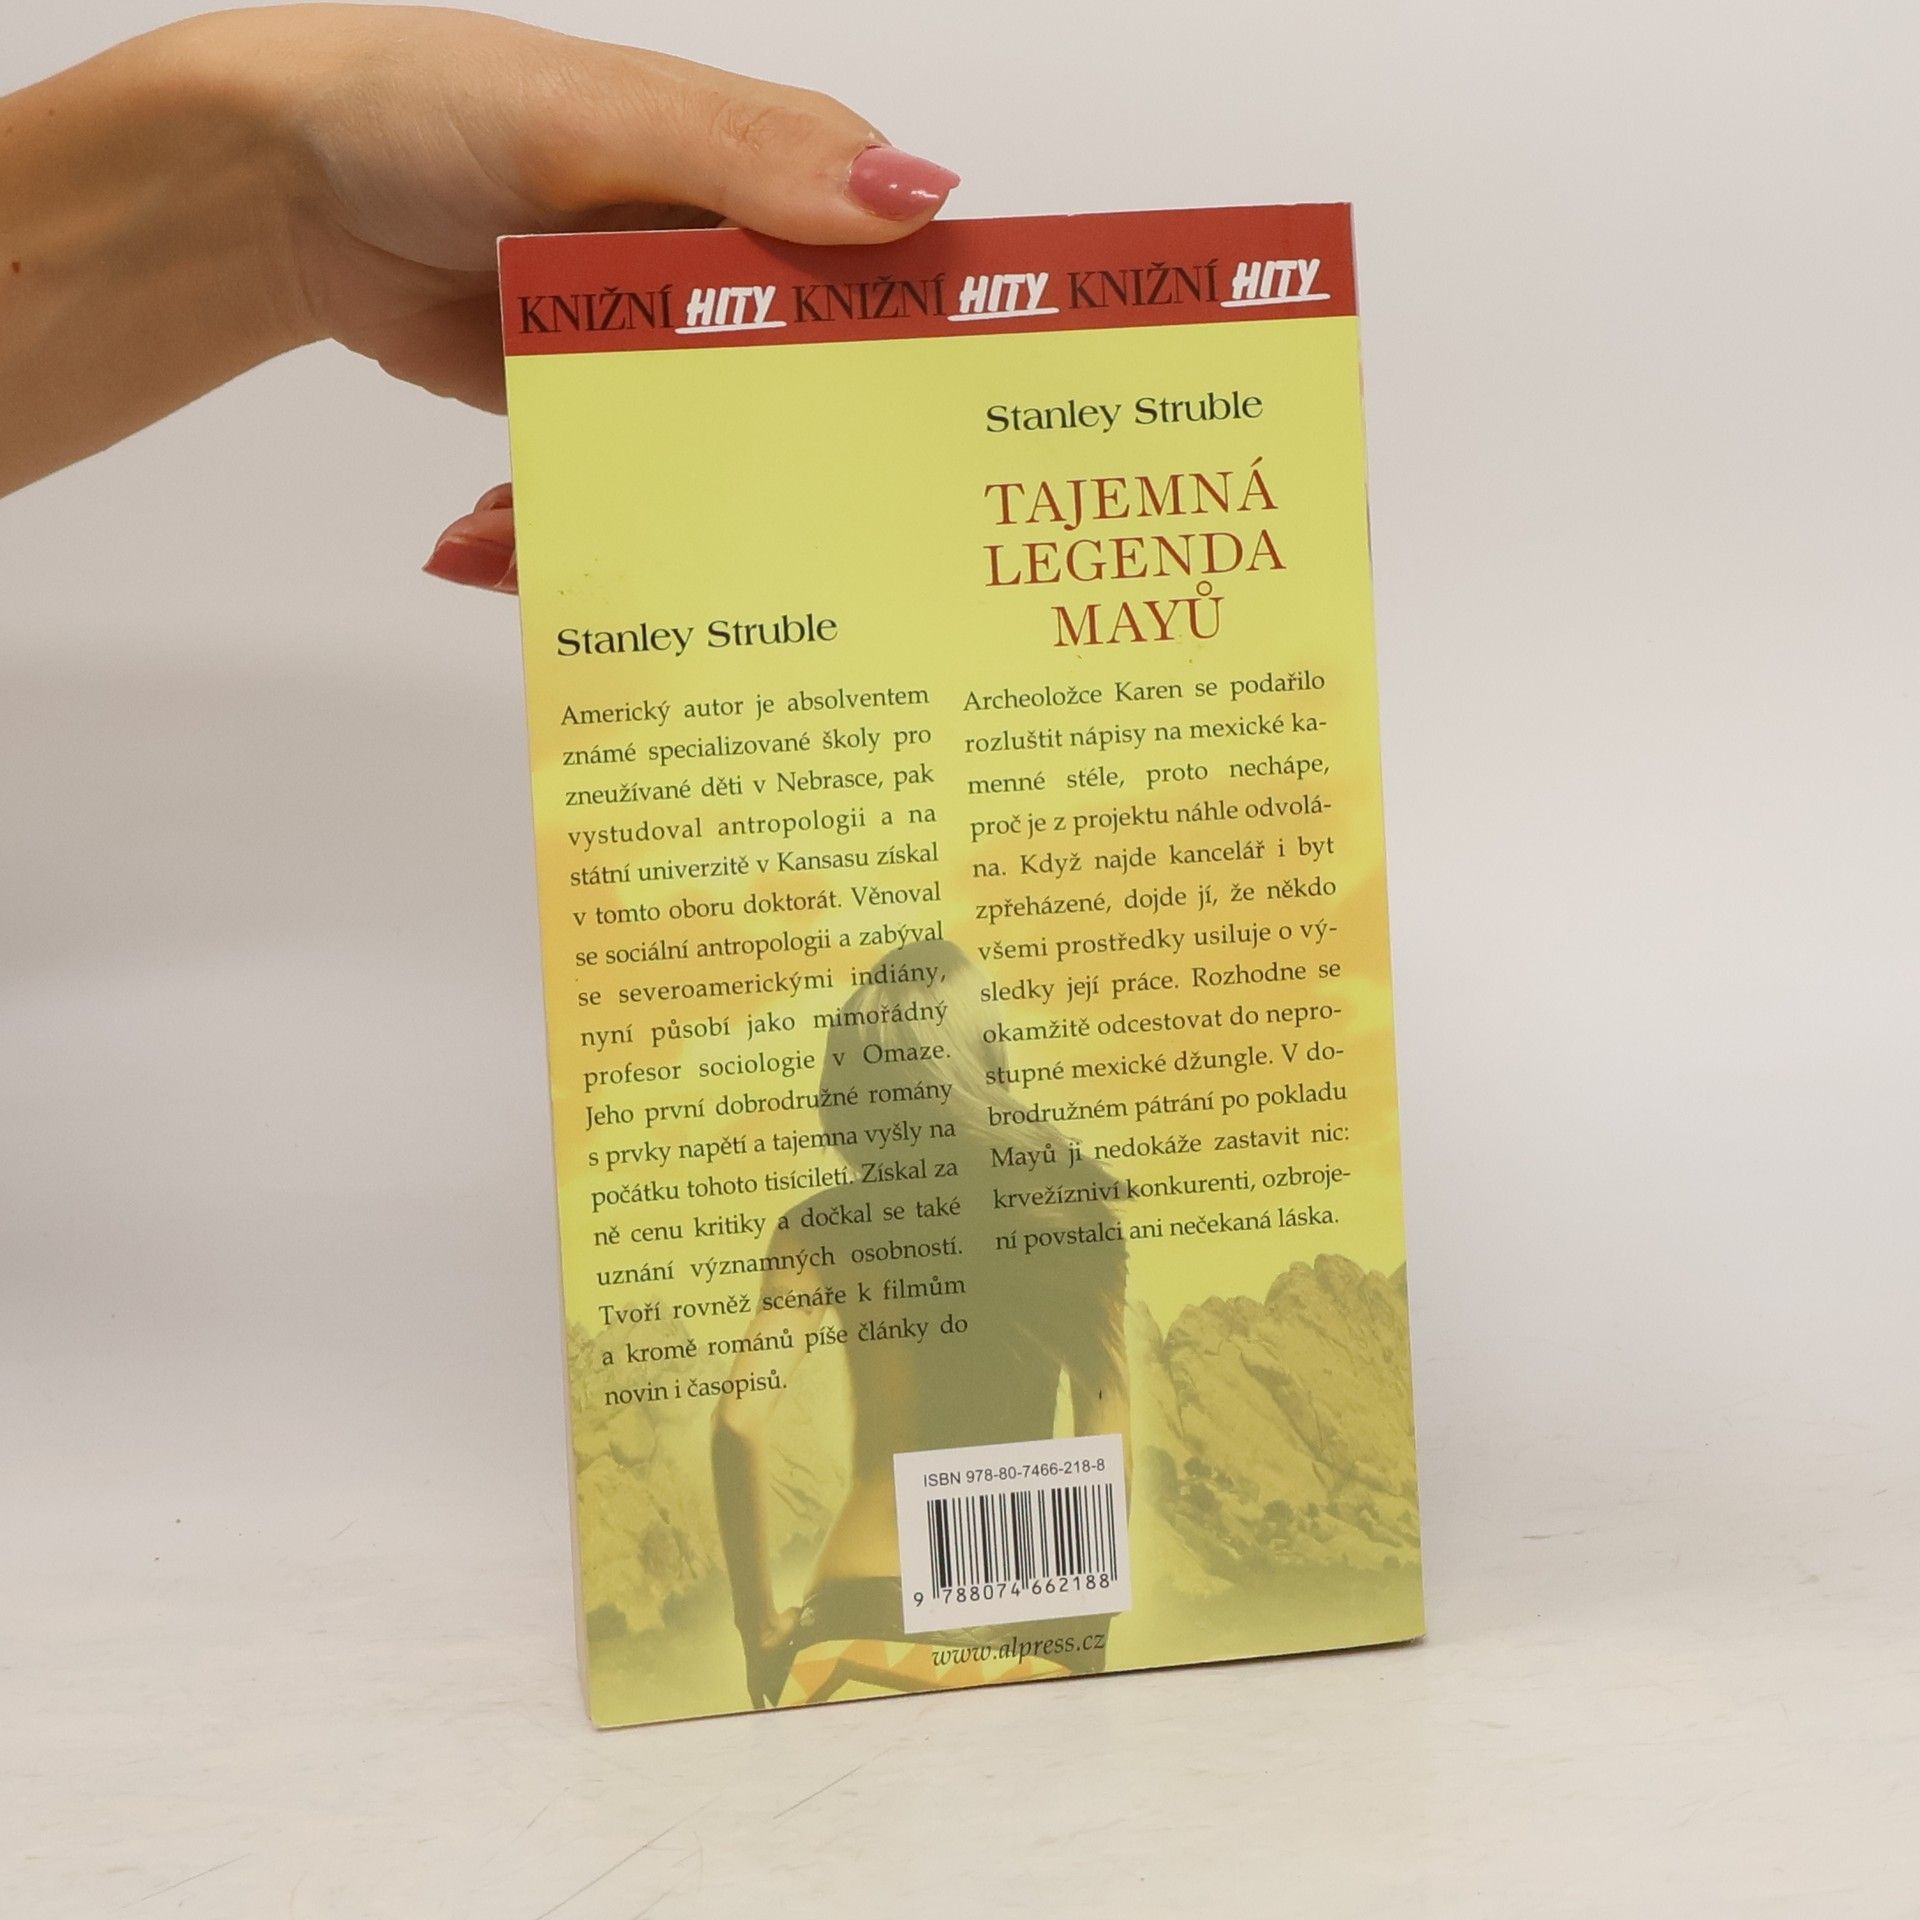 KNIŽNÍ HITY KNIŽNÍ HITY KNIŽNÍ HITY
Stanley Struble
Americký autor je absolventem
známé specializované školy pro
zneužívané děti v Nebrasce, pak
vystudoval antropologii a na
státní univerzitě v Kansasu získal
v tomto oboru doktorát. Věnoval
se sociální antropologii a zabýval
se severoamerickými indiány,
nyní působí jako mimořádný
profesor sociologie v Omaze.
Jeho první dobrodružné romány
s prvky napětí a tajemna vyšly na
počátku tohoto tisíciletí. Získal za
ně cenu kritiky a dočkal se také
uznání významných osobností.
Tvoří rovněž scénáře k filmům
a kromě románů píše články do
novin i časopisů.
Stanley Struble
TAJEMNÁ
LEGENDA
MAYŮ
Archeoložce Karen se podařilo
rozluštit nápisy na mexické ka-
menné stéle, proto nechápe,
proč je z projektu náhle odvolá-
na. Když najde kancelář i byt
zpřeházené, dojde jí, že někdo
všemi prostředky usiluje o vý-
sledky její práce. Rozhodne se
okamžitě odcestovat do nepro-
stupné mexické džungle. V do-
brodružném pátrání po pokladu
Mayů ji nedokáže zastavit nic:
krvežízniví konkurenti, ozbroje-
ní povstalci ani nečekaná láska.
ISBN 978-80-7466-218-8
9 788074 662188
www.alpress.cz